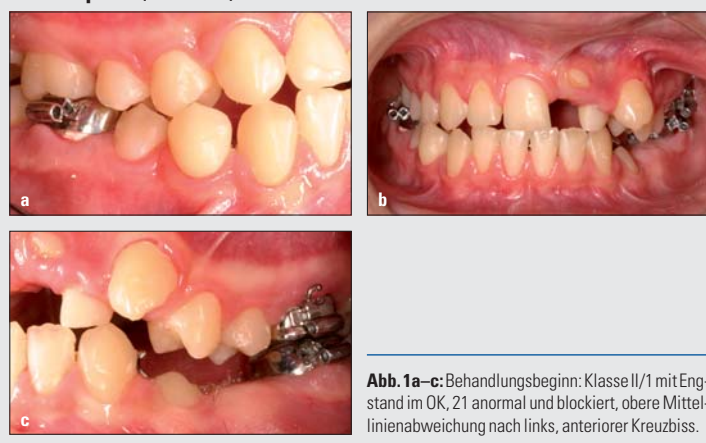 a
b
c
Abb. 1a–c: Behandlungsbeginn: Klasse II/1 mit Eng-
stand im OK, 21 anormal und blockiert, obere Mittel-
linienabweichung nach links, anteriorer Kreuzbiss.